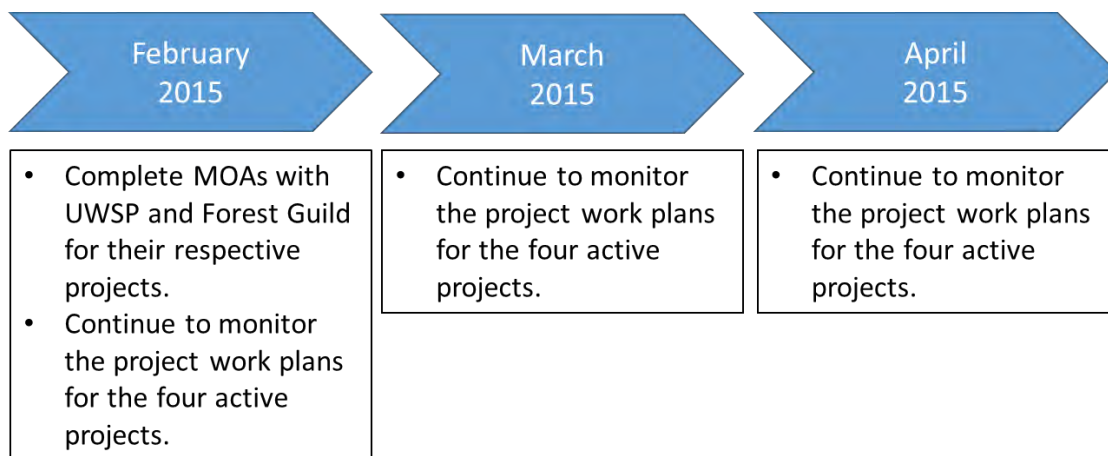 February
2015
March
2015
April
2015
• Complete MOAs with
UWSP and Forest Guild
for their respective
projects.
• Continue to monitor
the project work plans
for the four active
projects.
• Continue to monitor
the project work plans
for the four active
projects.
• Continue to monitor
the project work plans
for the four active
projects.